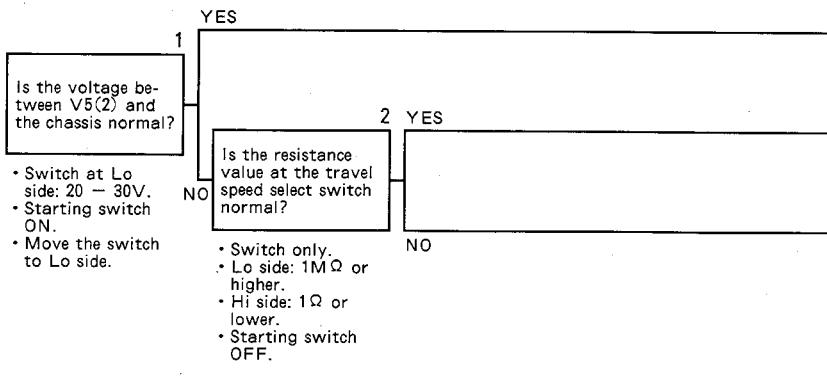 YES
1
Is the voltage be-
tween V5(2) and
the chassis normal?
• Switch at Lo
side: 20 — 30V.
• Starting switch
ON.
• Move the switch
to Lo side.
NO
2 YES
Is the resistance
value at the travel
speed select switch
normal?
NO
• Switch only.
• Lo side: 1MΩ or
higher.
• Hi side: 1Ω or
lower.
• Starting switch
OFF.